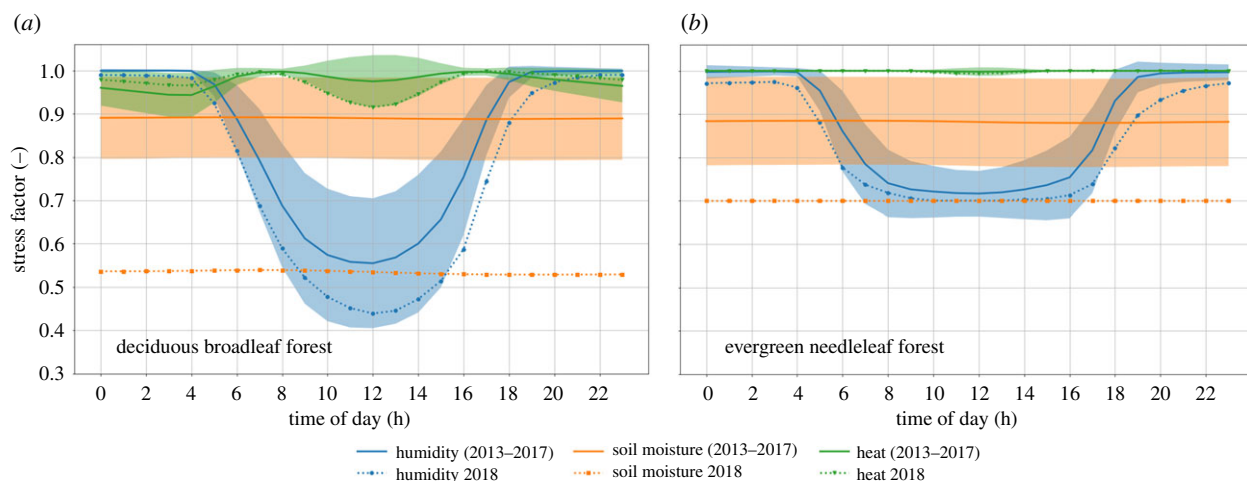 (a)
(b)
1.0
0.9
0.8
0.7
0.6
0.5
0.4
0.3
stress factor (–)
deciduous broadleaf forest
evergreen needleleaf forest
0 2 4 6 8 10 12 14 16 18 20 22
0 2 4 6 8 10 12 14 16 18 20 22
time of day (h)
time of day (h)
humidity (2013–2017) soil moisture (2013–2017) heat (2013–2017)
humidity 2018 soil moisture 2018 heat 2018